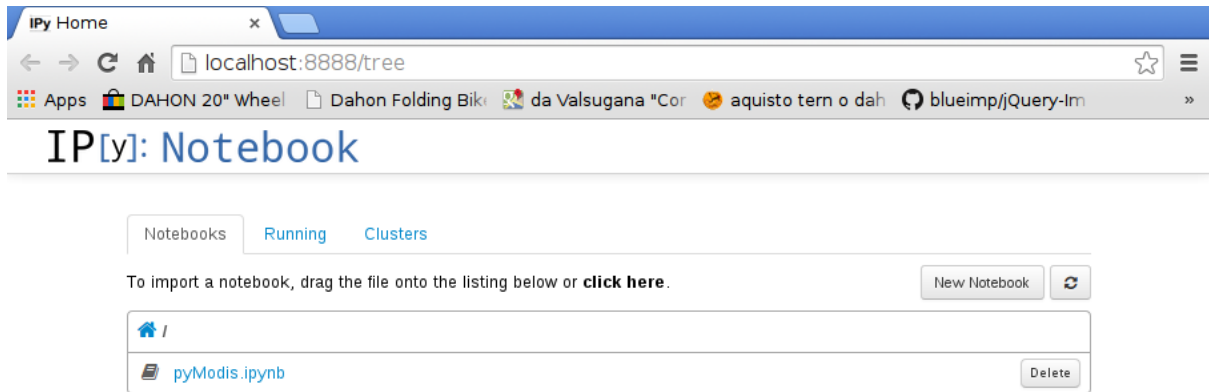 IPy Home ×
localhost:8888/tree
Apps DAHON 20" Wheel Dahon Folding Bik da Valsugana "Cor aquisto tern o dah blueimp/jQuery-Im »
IP[y]: Notebook
Notebooks Running Clusters
To import a notebook, drag the file onto the listing below or click here. New Notebook
/
pyModis.ipynb Delete